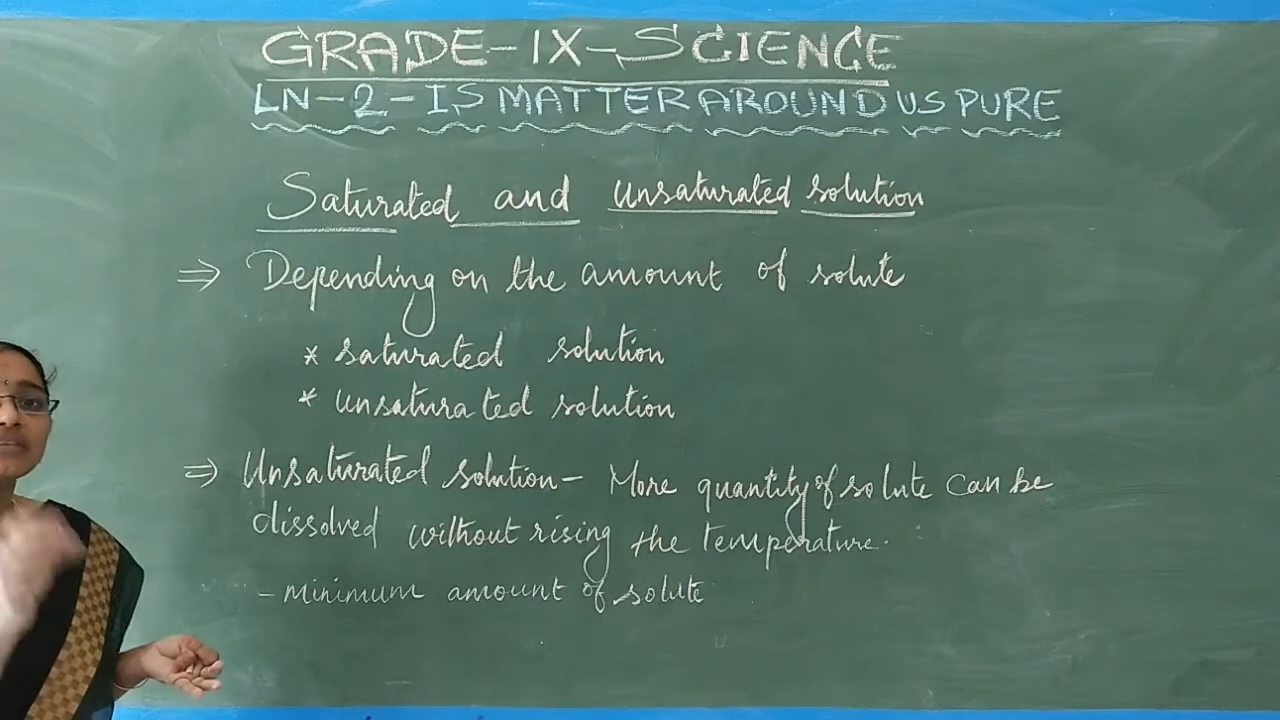 GRADE-IX-SCIENCE
LN-2-IS MATTER AROUND US PURE
Saturated and unsaturated solution
⇒ Depending on the amount of solute
* saturated solution
* unsaturated solution
⇒ Unsaturated solution - More quantity of solute can be
dissolved without rising the temperature.
- minimum amount of solute